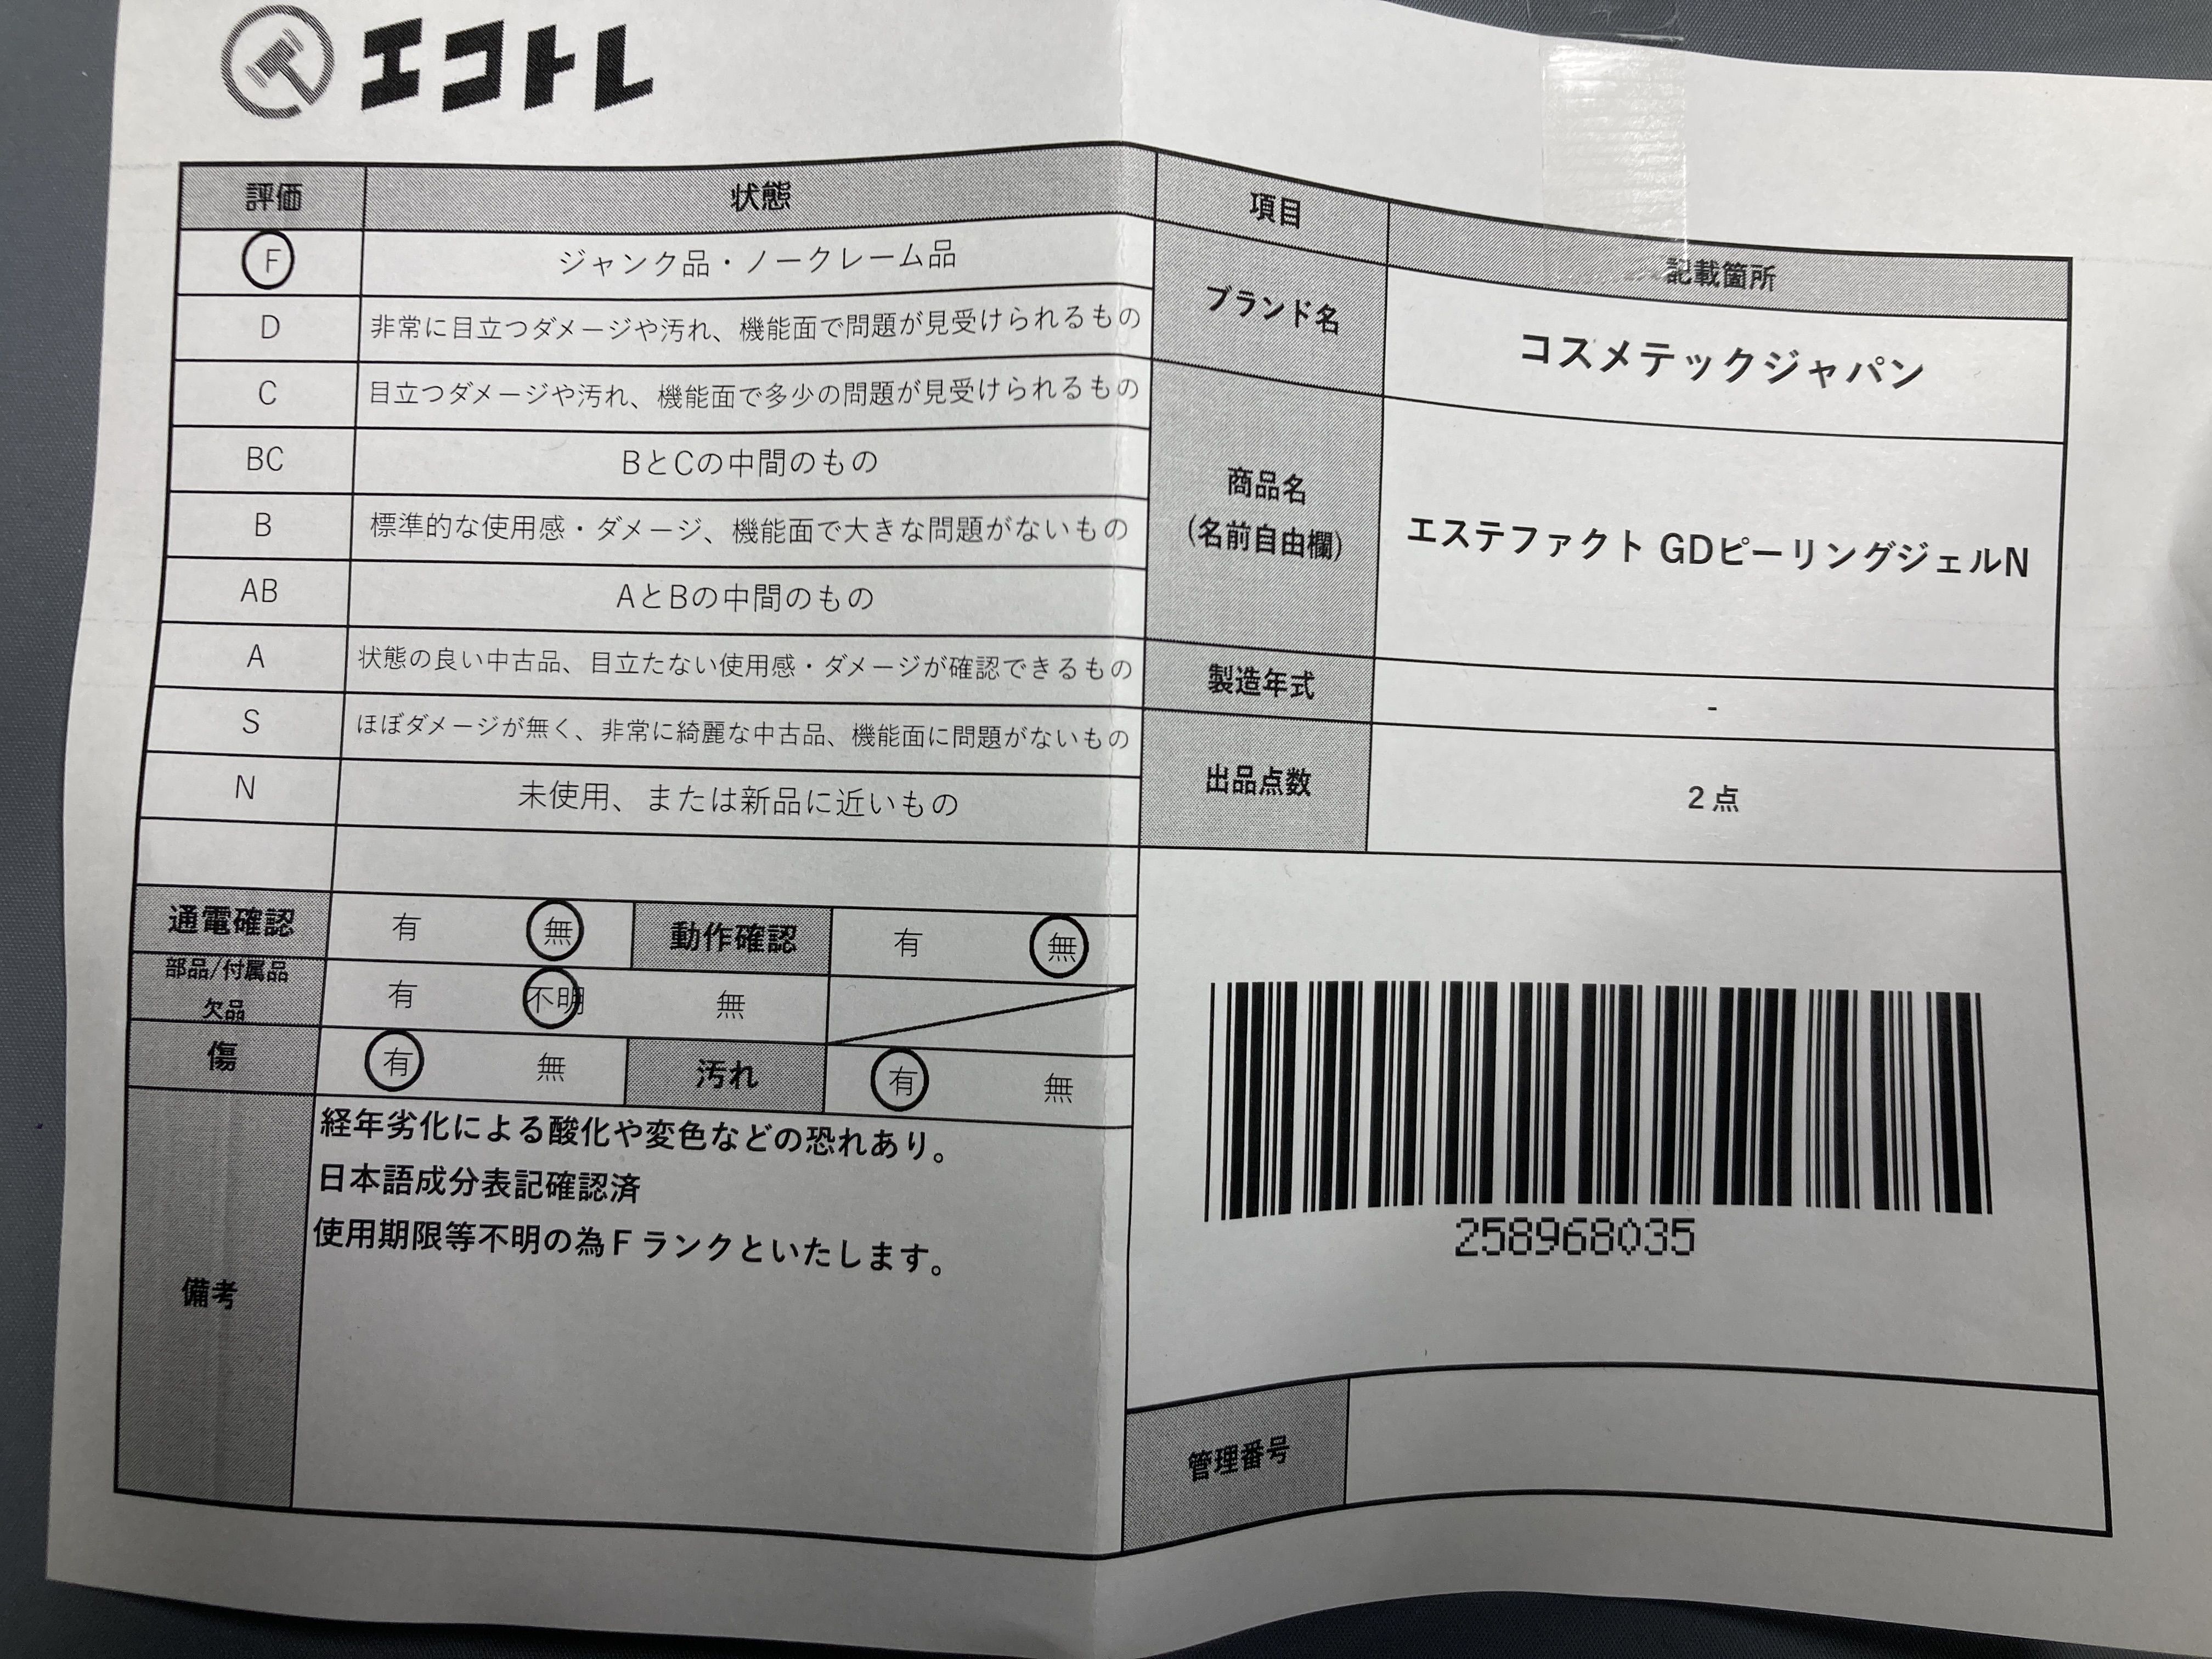 エコトレ
評価 状態
F ジャンク品・ノークレーム品
D 非常に目立つダメージや汚れ、機能面で問題が見受けられるもの
C 目立つダメージや汚れ、機能面で多少の問題が見受けられるもの
BC BとCの中間のもの
B 標準的な使用感・ダメージ、機能面で大きな問題がないもの
AB AとBの中間のもの
A 状態の良い中古品、目立たない使用感・ダメージが確認できるもの
S ほぼダメージが無く、非常に綺麗な中古品、機能面に問題がないもの
N 未使用、または新品に近いもの
通電確認 有 無 動作確認 有 無
部品/付属品
欠品 有 不明 無
傷 有 無 汚れ 有 無
備考
経年劣化による酸化や変色などの恐れあり。
日本語成分表記確認済
使用期限等不明の為Fランクといたします。
項目 記載箇所
ブランド名 コスメテックジャパン
商品名
(名前自由欄)
エステファクト GDピーリングジェルN
製造年式 -
出品点数 2点
258968035
管理番号